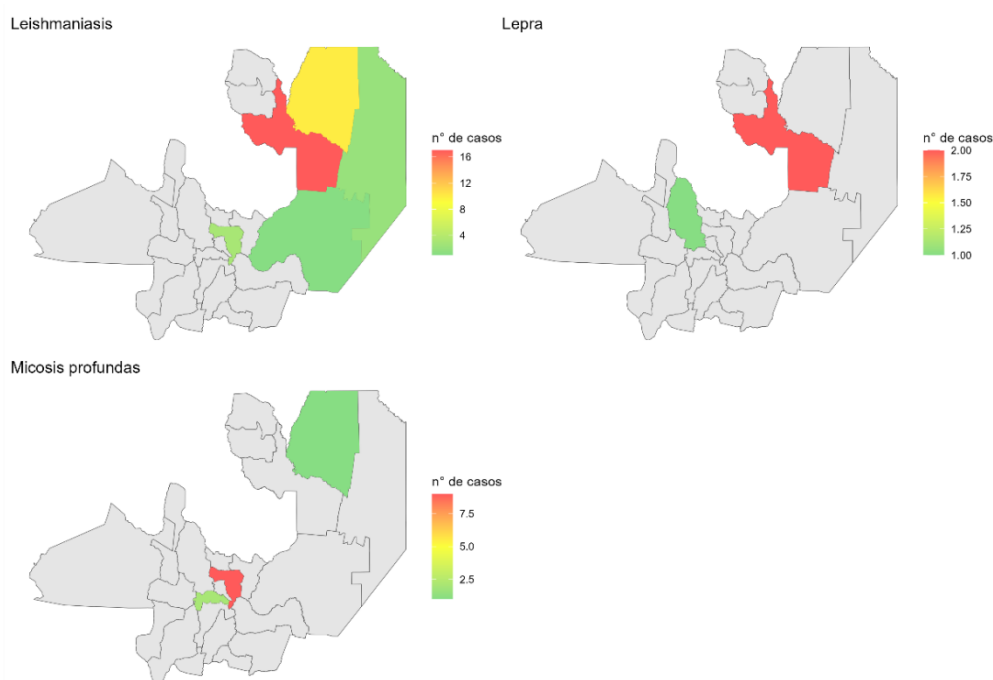 Leishmaniasis
n° de casos
16
12
8
4
Lepra
n° de casos
2.00
1.75
1.50
1.25
1.00
Micosis profundas
n° de casos
7.5
5.0
2.5